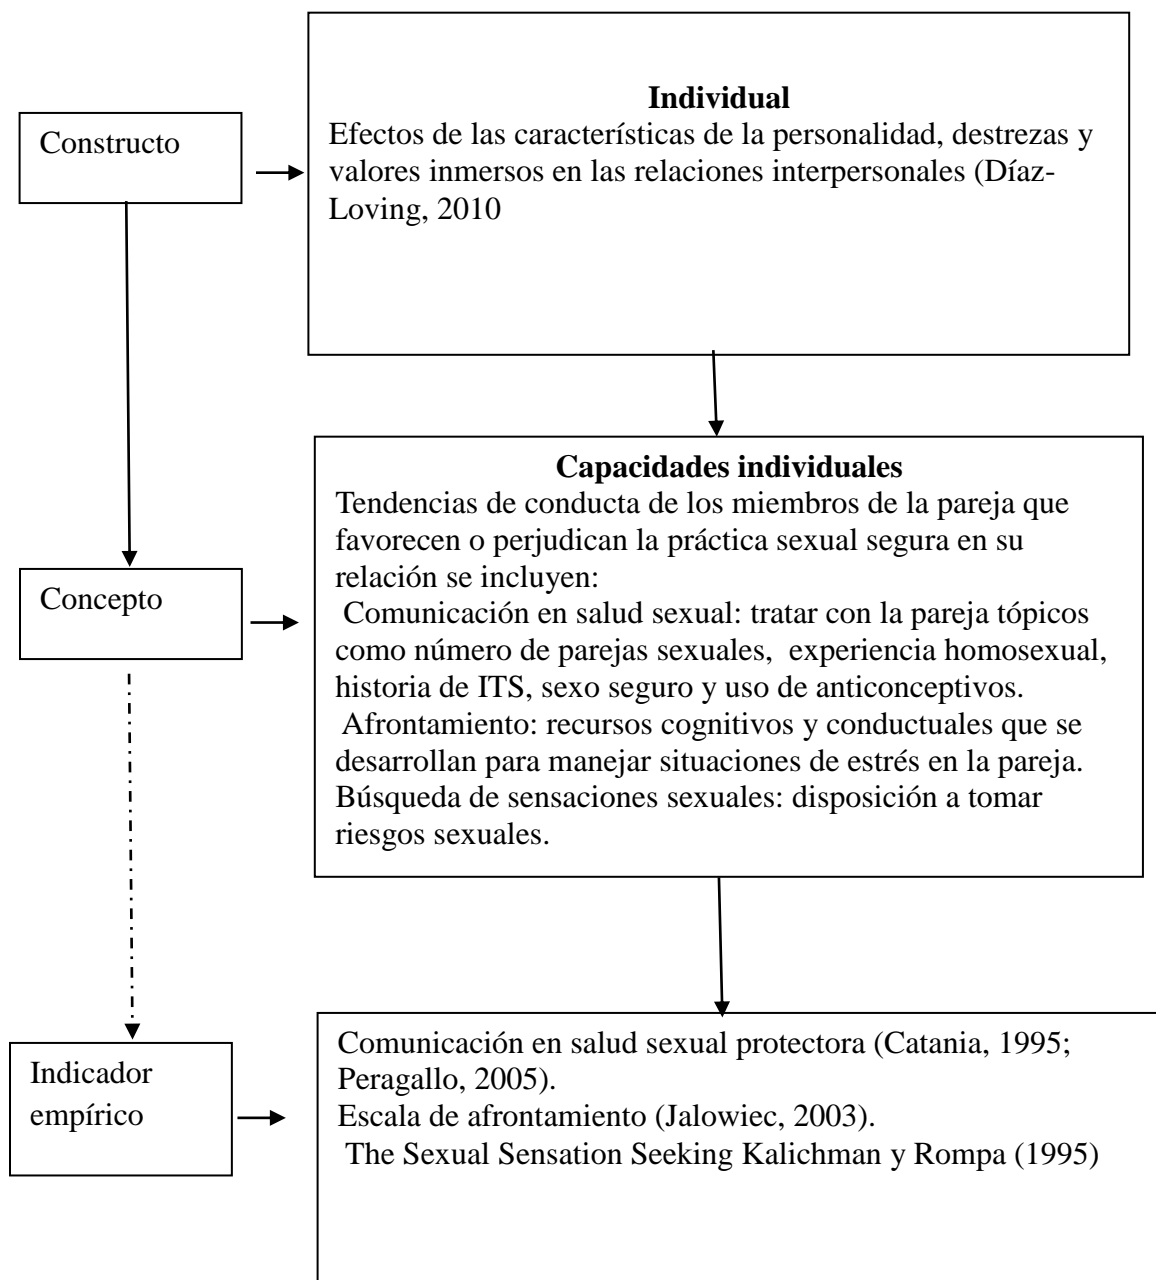 Constructo
Individual
Efectos de las características de la personalidad, destrezas y
valores inmersos en las relaciones interpersonales (Díaz-
Loving, 2010
Concepto
Capacidades individuales
Tendencias de conducta de los miembros de la pareja que
favorecen o perjudican la práctica sexual segura en su
relación se incluyen:
Comunicación en salud sexual: tratar con la pareja tópicos
como número de parejas sexuales, experiencia homosexual,
historia de ITS, sexo seguro y uso de anticonceptivos.
Afrontamiento: recursos cognitivos y conductuales que se
desarrollan para manejar situaciones de estrés en la pareja.
Búsqueda de sensaciones sexuales: disposición a tomar
riesgos sexuales.
Indicador
empírico
Comunicación en salud sexual protectora (Catania, 1995;
Peragallo, 2005).
Escala de afrontamiento (Jalowiec, 2003).
The Sexual Sensation Seeking Kalichman y Rompa (1995)